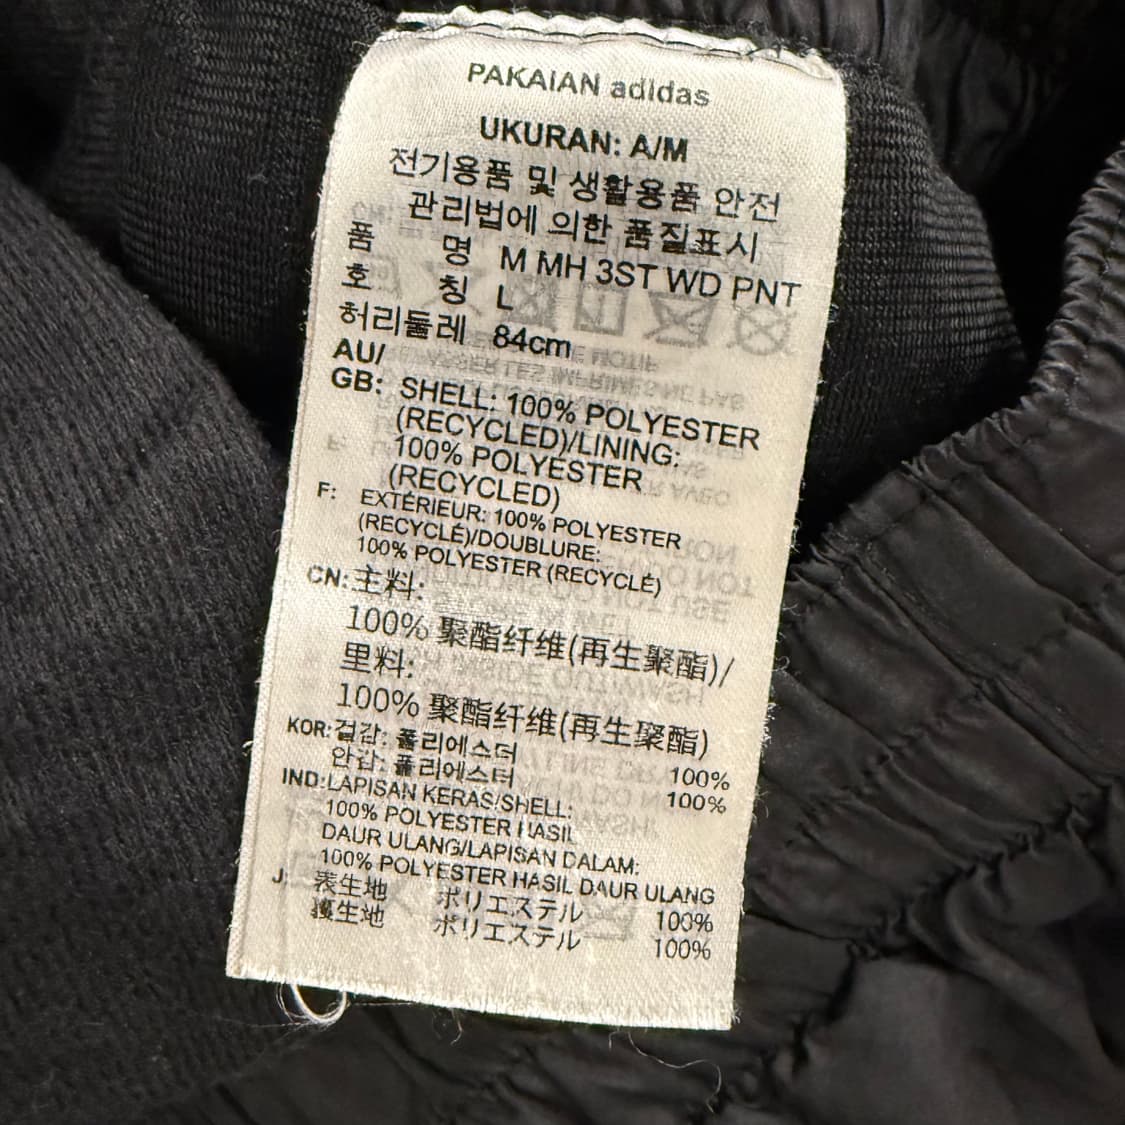 PAKAIAN adidas
UKURAN: A/M
전기용품 및 생활용품 안전
관리법에 의한 품질표시
품 명 M MH 3ST WD PNT
호 칭 L
허리둘레 84cm
AU/
GB: SHELL: 100% POLYESTER
(RECYCLED)/LINING:
100% POLYESTER
(RECYCLED)
F: EXTÉRIEUR: 100% POLYESTER
(RECYCLÉ)/DOUBLURE:
100% POLYESTER (RECYCLÉ)
CN: 主料:
100% 聚酯纤维(再生聚酯)/
里料:
100% 聚酯纤维(再生聚酯)
KOR: 겉감: 폴리에스터 100%
안감: 폴리에스터 100%
IND: LAPISAN KERAS/SHELL:
100% POLYESTER HASIL
DAUR ULANG/LAPISAN DALAM:
100% POLYESTER HASIL DAUR ULANG
J: 表生地 ポリエステル 100%
裏生地 ポリエステル 100%